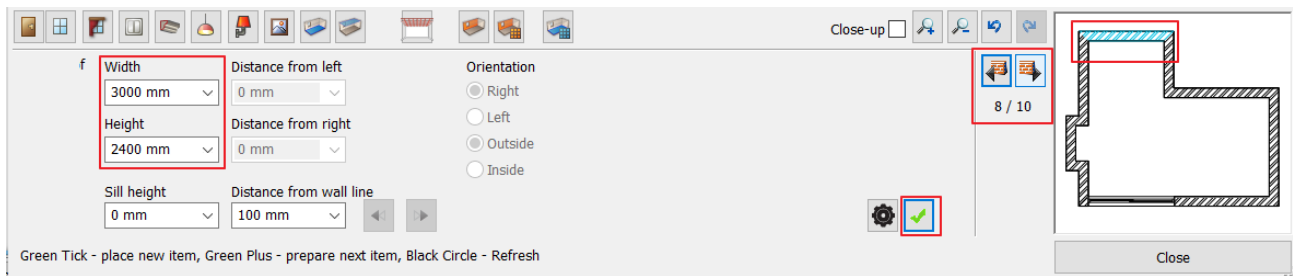 Close-up
f Width Distance from left Orientation
3000 mm 0 mm Right
8 / 10
Left
Height Distance from right
2400 mm 0 mm Outside
Inside
Sill height Distance from wall line
0 mm 100 mm
Green Tick - place new item, Green Plus - prepare next item, Black Circle - Refresh
Close